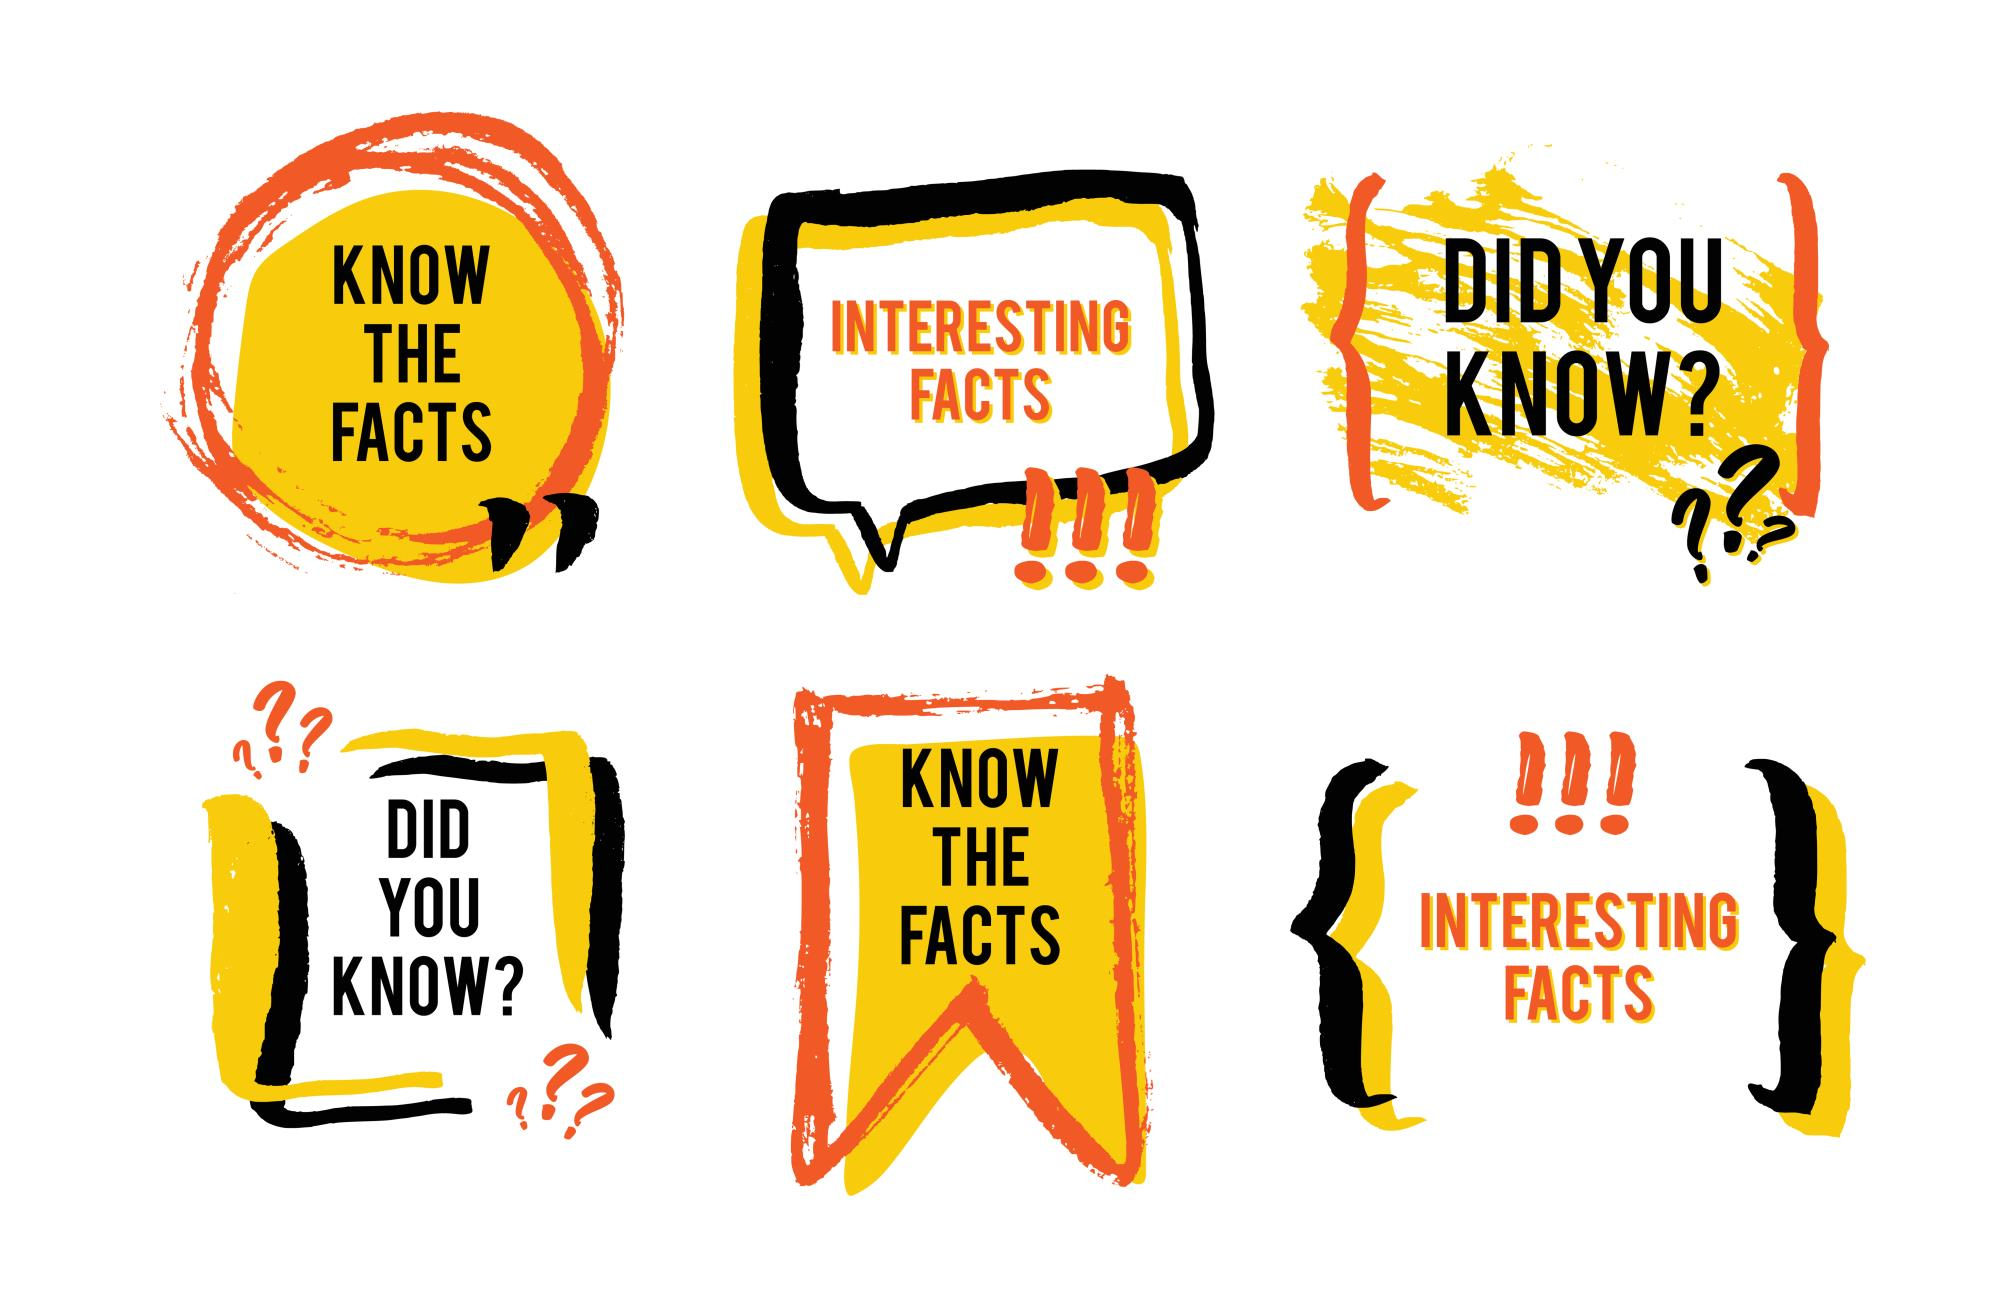 KNOW
THE
FACTS
”
INTERESTING
FACTS
!!!
DID YOU
KNOW?
???
???
DID
YOU
KNOW?
???
KNOW
THE
FACTS
!!!
INTERESTING
FACTS